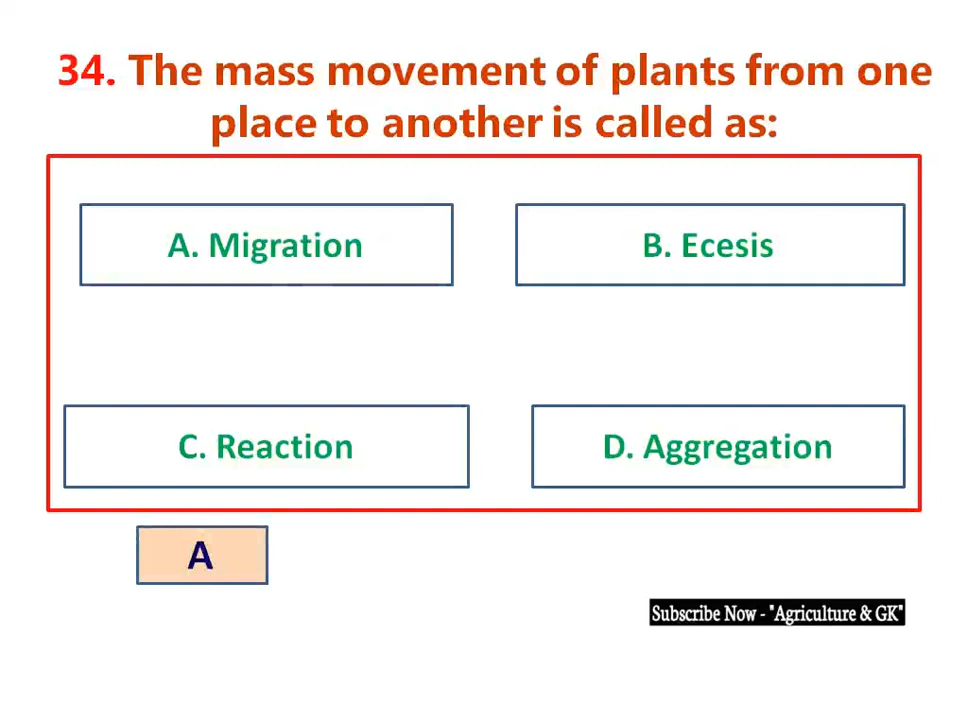 34. The mass movement of plants from one
place to another is called as:
A. Migration
B. Ecesis
C. Reaction
D. Aggregation
A
Subscribe Now - "Agriculture & GK"